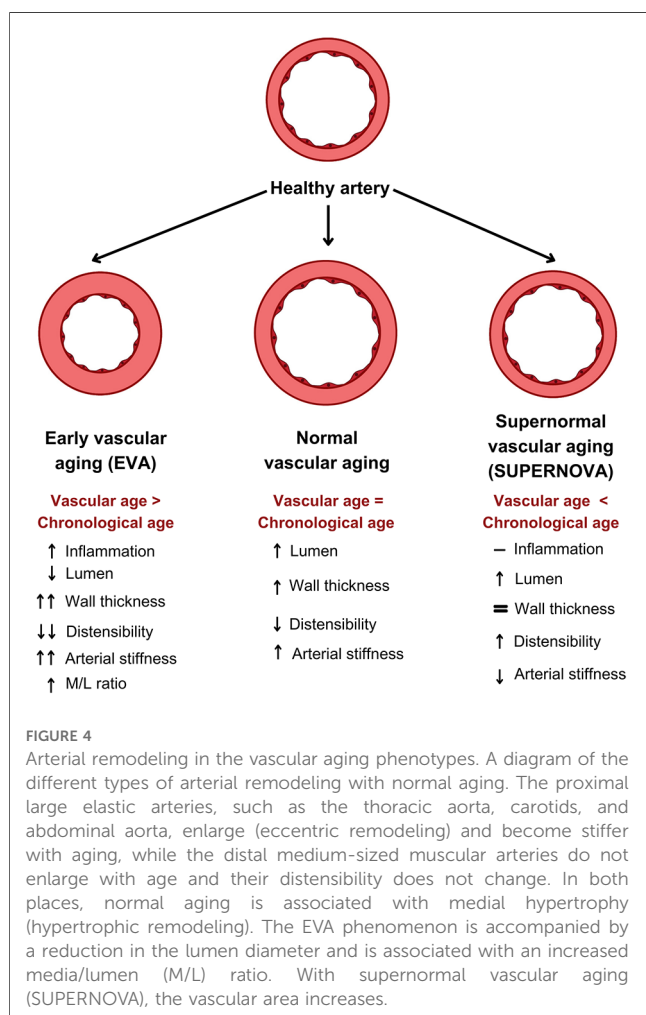 Healthy artery
Early vascular
aging (EVA)
Vascular age >
Chronological age
↑ Inflammation
↓ Lumen
↑↑ Wall thickness
↓↓ Distensibility
↑↑ Arterial stiffness
↑ M/L ratio
Normal
vascular aging
Vascular age =
Chronological age
↑ Lumen
↑ Wall thickness
↓ Distensibility
↑ Arterial stiffness
Supernormal
vascular aging
(SUPERNOVA)
Vascular age <
Chronological age
– Inflammation
↑ Lumen
= Wall thickness
↑ Distensibility
↓ Arterial stiffness
FIGURE 4
Arterial remodeling in the vascular aging phenotypes. A diagram of the
different types of arterial remodeling with normal aging. The proximal
large elastic arteries, such as the thoracic aorta, carotids, and
abdominal aorta, enlarge (eccentric remodeling) and become stiffer
with aging, while the distal medium-sized muscular arteries do not
enlarge with age and their distensibility does not change. In both
places, normal aging is associated with medial hypertrophy
(hypertrophic remodeling). The EVA phenomenon is accompanied by
a reduction in the lumen diameter and is associated with an increased
media/lumen (M/L) ratio. With supernormal vascular aging
(SUPERNOVA), the vascular area increases.